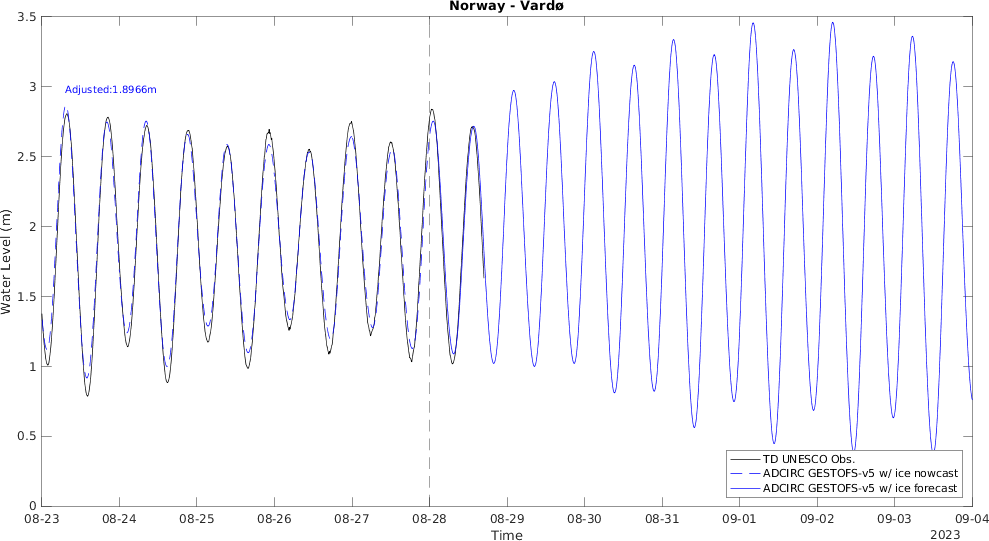 Norway - Vardø
3.5
3
2.5
2
1.5
1
0.5
0
Water Level (m)
Adjusted:1.8966m
TD UNESCO Obs.
ADCIRC GESTOFS-v5 w/ ice nowcast
ADCIRC GESTOFS-v5 w/ ice forecast
08-23 08-24 08-25 08-26 08-27 08-28 08-29 08-30 08-31 09-01 09-02 09-03 09-04
Time
2023